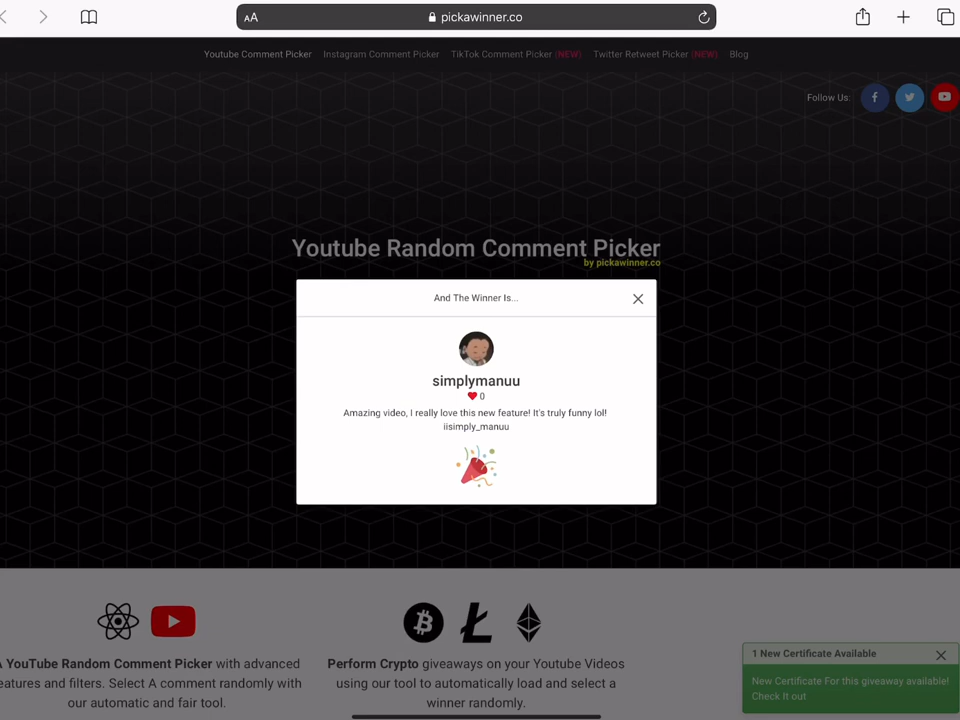 AA pickawinner.co
Youtube Comment Picker Instagram Comment Picker TikTok Comment Picker (NEW) Twitter Retweet Picker (NEW) Blog
Follow Us:
Youtube Random Comment Picker
by pickawinner.co
And The Winner Is...
simplymanuu
0
Amazing video, I really love this new feature! It's truly funny lol!
iisimply_manuu
A YouTube Random Comment Picker with advanced
eatures and filters. Select A comment randomly with
our automatic and fair tool.
Perform Crypto giveaways on your Youtube Videos
using our tool to automatically load and select a
winner randomly.
1 New Certificate Available
New Certificate For this giveaway available!
Check It out